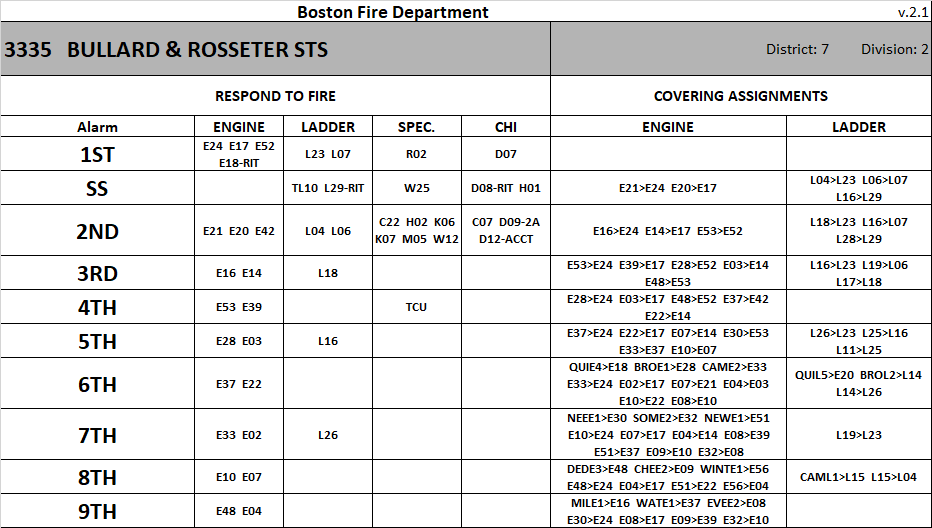 Boston Fire Department v.2.1
3335 BULLARD & ROSSETER STS District: 7 Division: 2
RESPOND TO FIRE COVERING ASSIGNMENTS
Alarm ENGINE LADDER SPEC. CHI ENGINE LADDER
1ST E24 E17 E52 L23 L07 R02 D07
E18-RIT
SS TL10 L29-RIT W25 D08-RIT H01 E21>E24 E20>E17 L04>L23 L06>L07
L16>L29
2ND E21 E20 E42 L04 L06 C22 H02 K06 C07 D09-2A E16>E24 E14>E17 E53>E52 L18>L23 L16>L07
K07 M05 W12 D12-ACCT L28>L29
3RD E16 E14 L18 E53>E24 E39>E17 E28>E52 E03>E14 L16>L23 L19>L06
E48>E53 L17>L18
4TH E53 E39 TCU E28>E24 E03>E17 E48>E52 E37>E42
E22>E14
5TH E28 E03 L16 E37>E24 E22>E17 E07>E14 E30>E53 L26>L23 L25>L16
E33>E37 E10>E07 L11>L25
6TH E37 E22 QUIE4>E18 BROE1>E28 CAME2>E33 QUIL5>E20 BROL2>L14
E33>E24 E02>E17 E07>E21 E04>E03 L14>L26
E10>E22 E08>E10
7TH E33 E02 L26 NEEE1>E30 SOME2>E32 NEWE1>E51 L19>L23
E10>E24 E07>E17 E04>E14 E08>E39
E51>E37 E09>E10 E32>E08
8TH E10 E07 DEDE3>E48 CHEE2>E09 WINTE1>E56 CAML1>L15 L15>L04
E48>E24 E04>E17 E51>E22 E56>E04
9TH E48 E04 MILE1>E16 WATE1>E37 EVEE2>E08
E30>E24 E08>E17 E09>E39 E32>E10